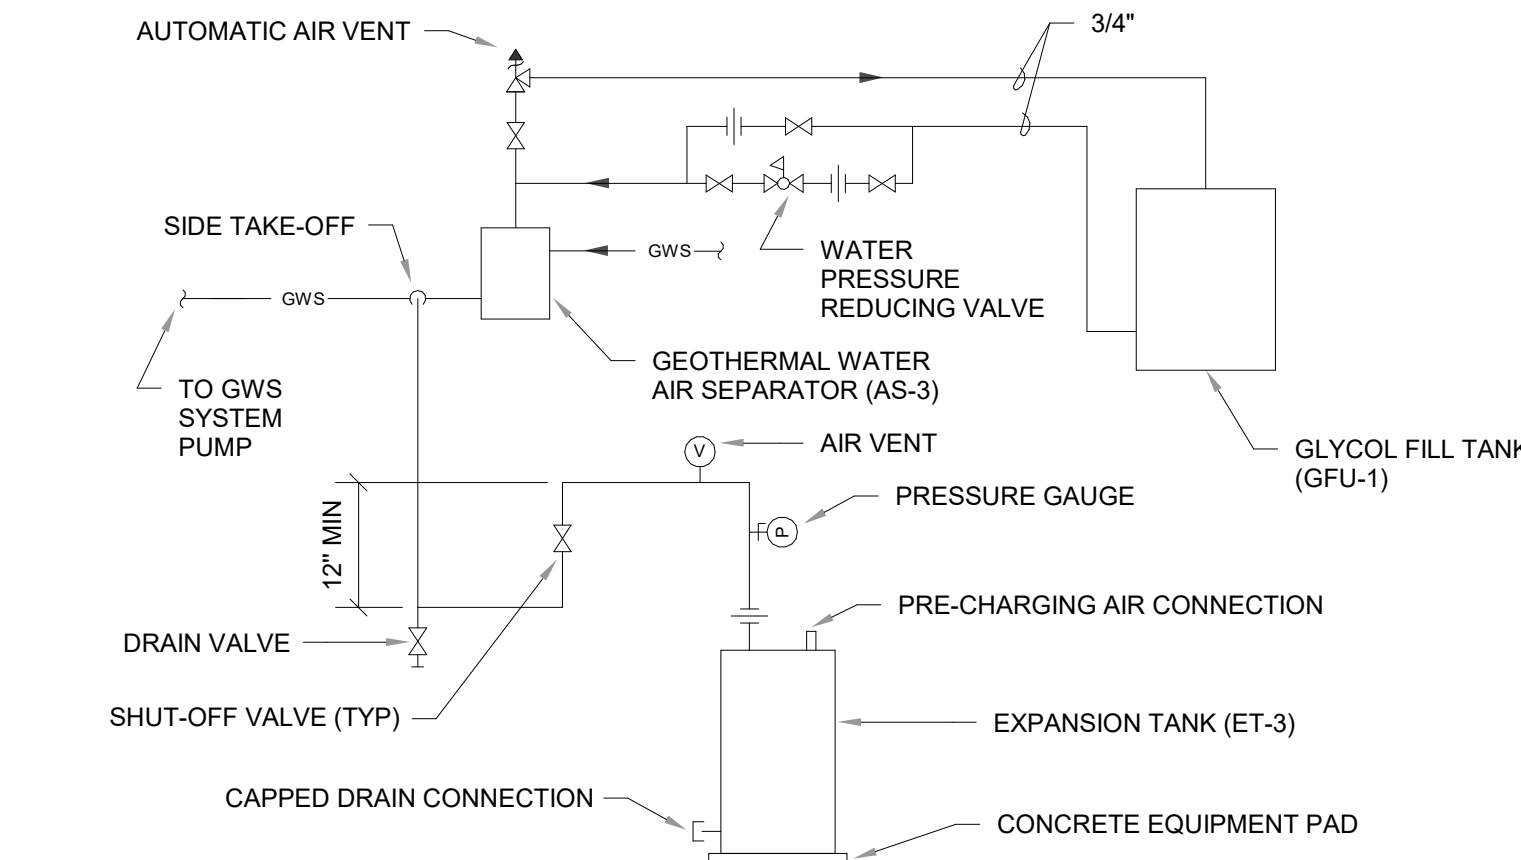 AUTOMATIC AIR VENT
3/4"
SIDE TAKE-OFF
GWS
WATER
PRESSURE
REDUCING VALVE
GWS
GEOTHERMAL WATER
AIR SEPARATOR (AS-3)
TO GWS
SYSTEM
PUMP
GLYCOL FILL TANK
(GFU-1)
V
AIR VENT
PRESSURE GAUGE
P
12" MIN
PRE-CHARGING AIR CONNECTION
DRAIN VALVE
SHUT-OFF VALVE (TYP)
EXPANSION TANK (ET-3)
CAPPED DRAIN CONNECTION
CONCRETE EQUIPMENT PAD